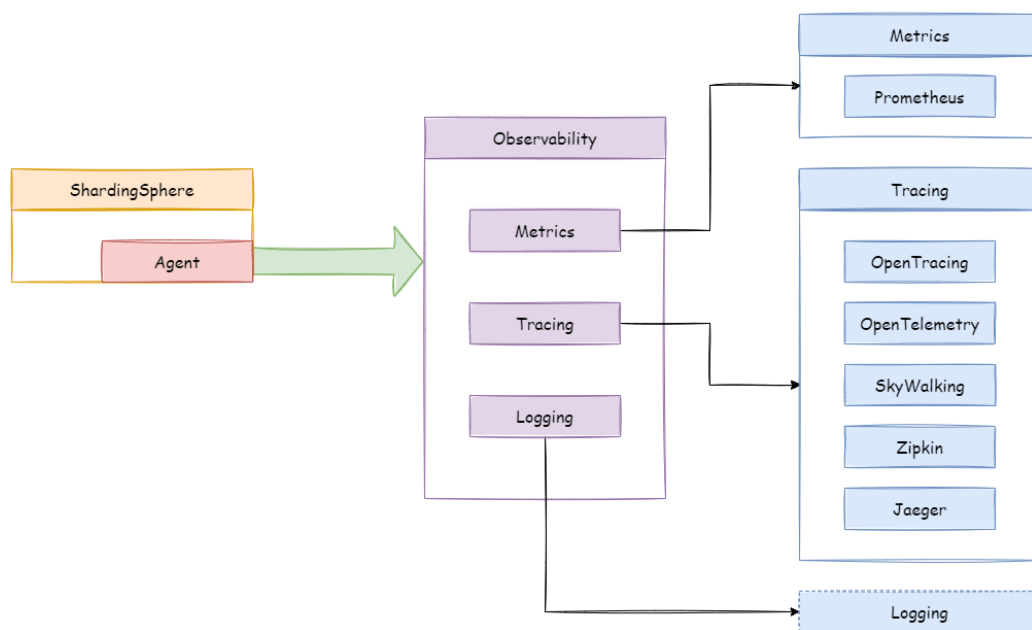 ShardingSphere
Agent
Observability
Metrics
Tracing
Logging
Metrics
Prometheus
Tracing
OpenTracing
OpenTelemetry
SkyWalking
Zipkin
Jaeger
Logging